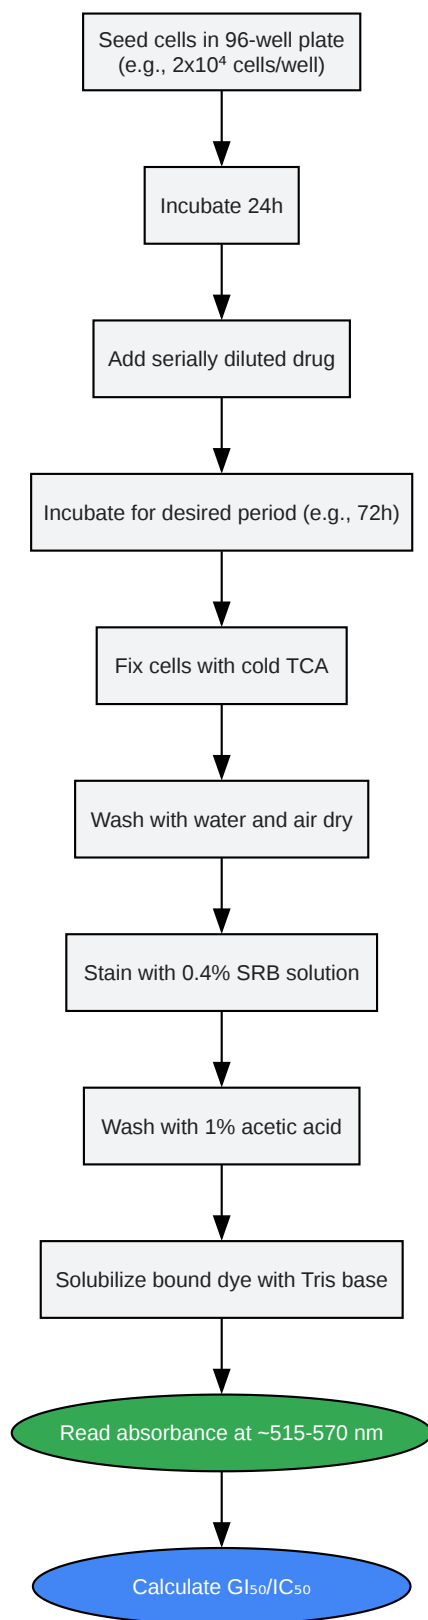 Seed cells in 96-well plate
(e.g., 2x10⁴ cells/well)
Incubate 24h
Add serially diluted drug
Incubate for desired period (e.g., 72h)
Fix cells with cold TCA
Wash with water and air dry
Stain with 0.4% SRB solution
Wash with 1% acetic acid
Solubilize bound dye with Tris base
Read absorbance at ~515-570 nm
Calculate GI₅₀/IC₅₀